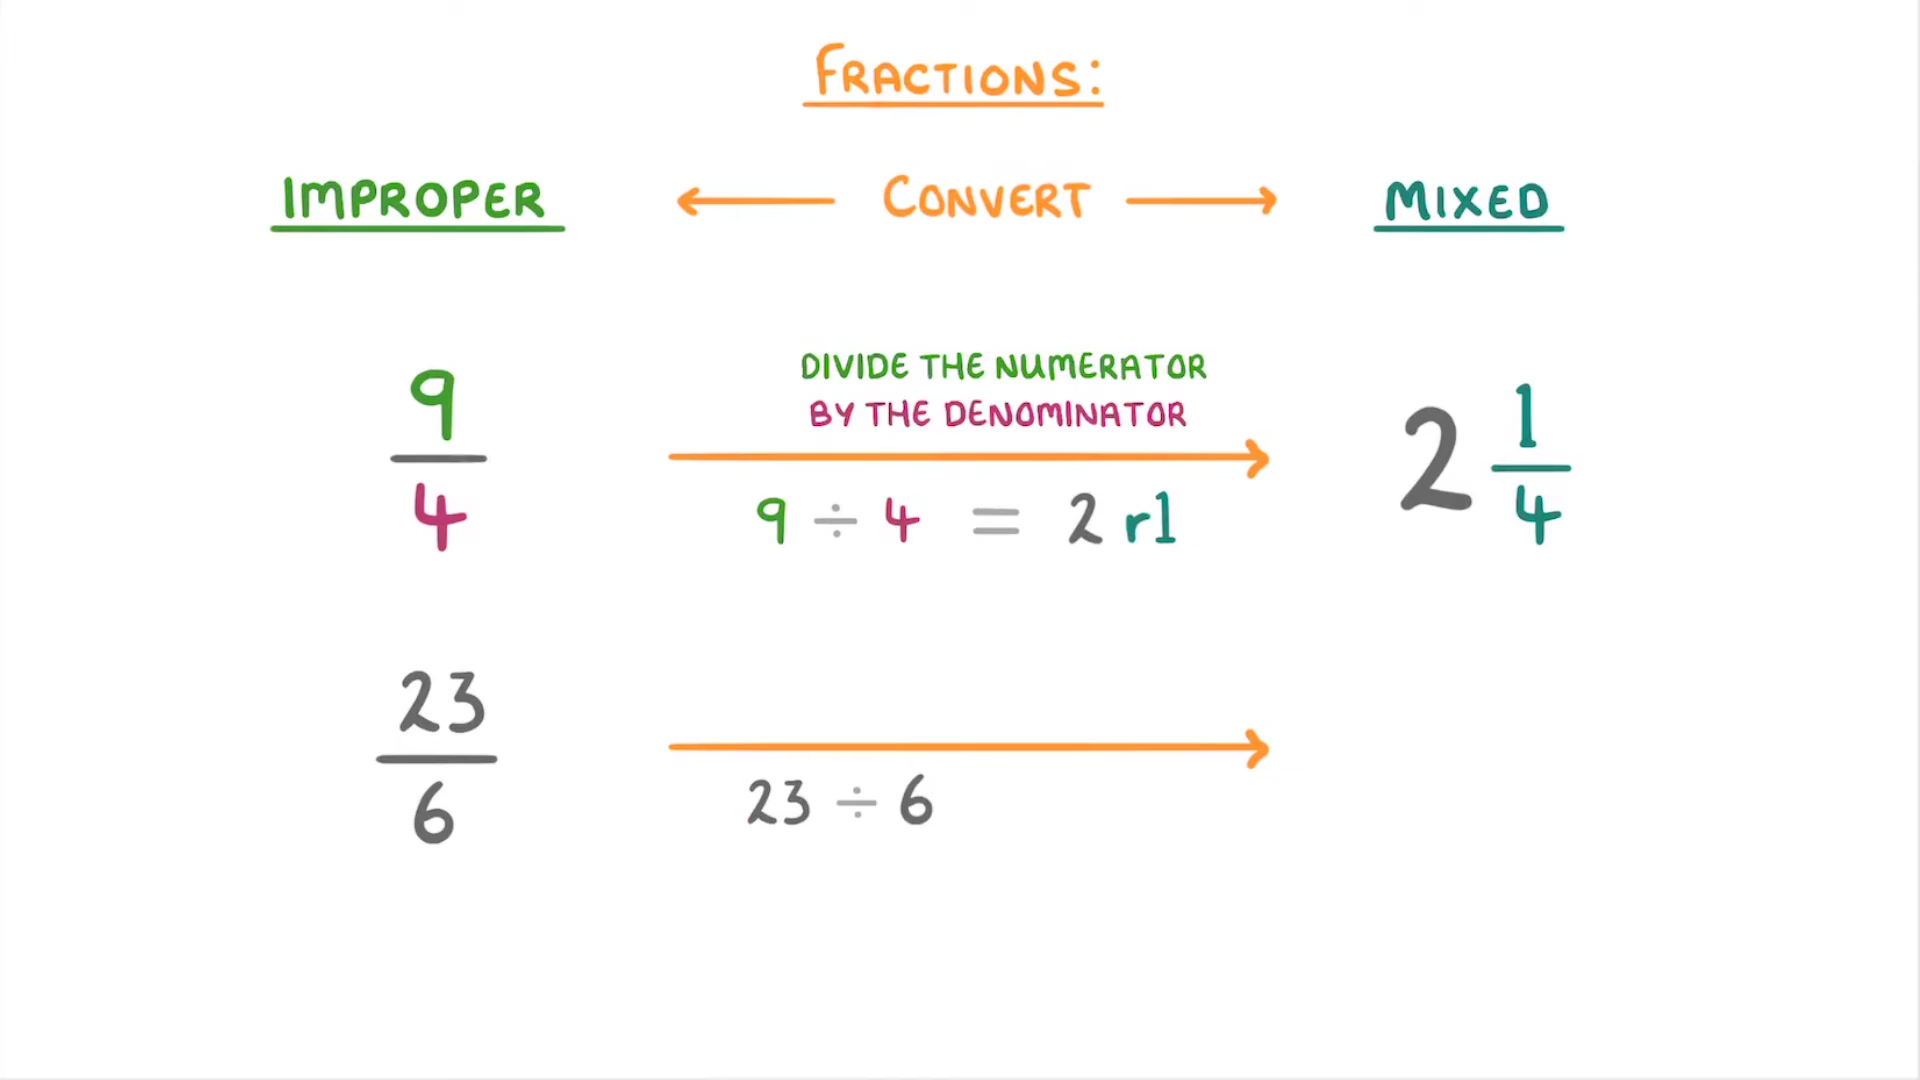 FRACTIONS:
IMPROPER ← CONVERT → MIXED
DIVIDE THE NUMERATOR
BY THE DENOMINATOR
9/4 → 2 1/4
9 ÷ 4 = 2 r1
23/6 →
23 ÷ 6